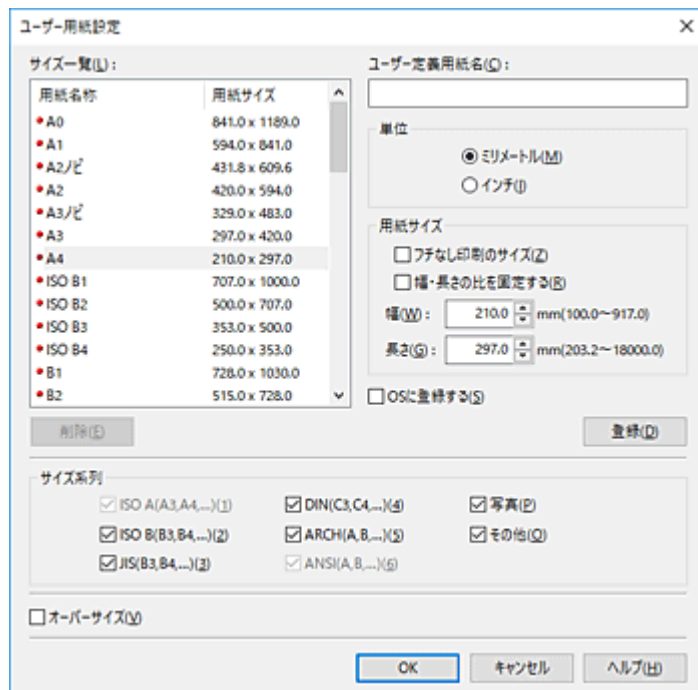 ユーザー用紙設定
サイズ一覧(L):
用紙名称 用紙サイズ
A0 841.0 x 1189.0
A1 594.0 x 841.0
A2ノビ 431.8 x 609.6
A2 420.0 x 594.0
A3ノビ 329.0 x 483.0
A3 297.0 x 420.0
A4 210.0 x 297.0
ISO B1 707.0 x 1000.0
ISO B2 500.0 x 707.0
ISO B3 353.0 x 500.0
ISO B4 250.0 x 353.0
B1 728.0 x 1030.0
B2 515.0 x 728.0
削除(E)
ユーザー定義用紙名(C):
単位
ミリメートル(M)
インチ(I)
用紙サイズ
フチなし印刷のサイズ(Z)
幅・長さの比を固定する(R)
幅(W): 210.0 mm(100.0～917.0)
長さ(G): 297.0 mm(203.2～18000.0)
OSに登録する(S)
登録(D)
サイズ系列
ISO A(A3,A4,...)(1) DIN(C3,C4,...)(4) 写真(P)
ISO B(B3,B4,...)(2) ARCH(A,B,...)(5) その他(O)
JIS(B3,B4,...)(3) ANSI(A,B,...)(6)
オーバーサイズ(V)
OK キャンセル ヘルプ(H)